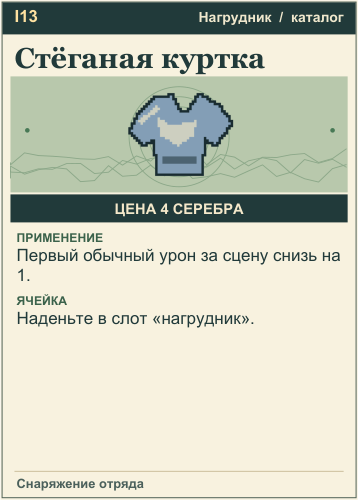 I13
Нагрудник / каталог
Стёганая куртка
ЦЕНА 4 СЕРЕБРА
ПРИМЕНЕНИЕ
Первый обычный урон за сцену снизь на
1.
ЯЧЕЙКА
Наденьте в слот «нагрудник».
Снаряжение отряда